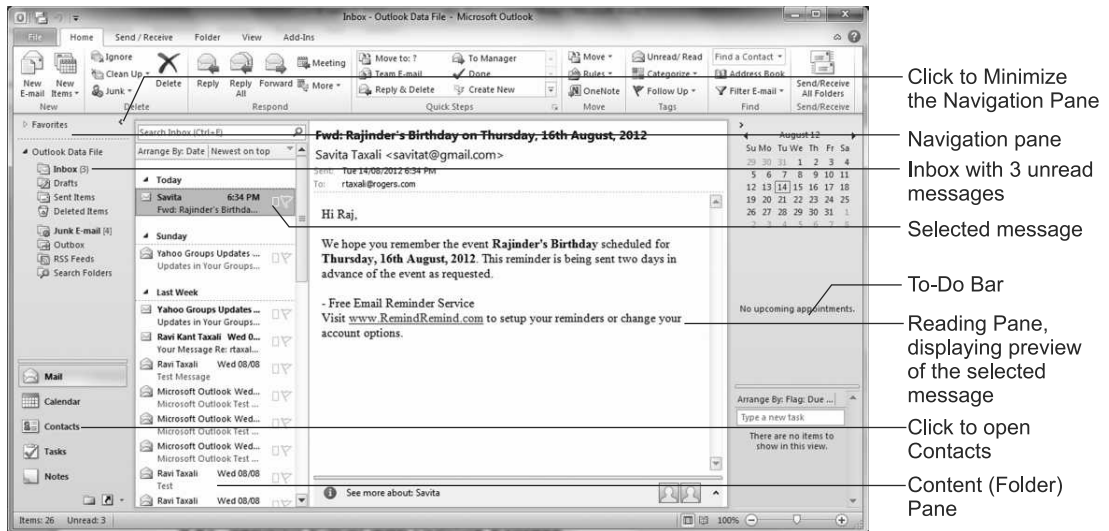 Inbox - Outlook Data File - Microsoft Outlook
File Home Send / Receive Folder View Add-Ins
New E-mail
New Items
Ignore
Clean Up
Junk
Delete
Reply
Reply All
Forward
Meeting
More
Move to: ?
Team E-mail
Reply & Delete
To Manager
Done
Create New
Move
Rules
OneNote
Unread/ Read
Categorize
Follow Up
Find a Contact
Address Book
Filter E-mail
Send/Receive All Folders
New Delete Respond Quick Steps Move Tags Find Send/Receive
Favorites
Outlook Data File
Inbox (3)
Drafts
Sent Items
Deleted Items
Junk E-mail [4]
Outbox
RSS Feeds
Search Folders
Mail
Calendar
Contacts
Tasks
Notes
Search Inbox (Ctrl+E)
Arrange By: Date Newest on top
Today
Savita 6:34 PM
Fwd: Rajinder's Birthda...
Sunday
Yahoo Groups Updates ...
Updates in Your Groups...
Last Week
Yahoo Groups Updates ...
Updates in Your Groups...
Ravi Kant Taxali Wed 0...
Your Message Re: rtaxal...
Ravi Taxali Wed 08/08
Test Message
Microsoft Outlook Wed...
Microsoft Outlook Test ...
Microsoft Outlook Wed...
Microsoft Outlook Test ...
Microsoft Outlook Wed...
Microsoft Outlook Test ...
Ravi Taxali Wed 08/08
Test
Ravi Taxali Wed 08/08
Fwd: Rajinder's Birthday on Thursday, 16th August, 2012
Savita Taxali <savitat@gmail.com>
Sent: Tue 14/08/2012 6:34 PM
To: rtaxali@rogers.com
Hi Raj,
We hope you remember the event Rajinder's Birthday scheduled for
Thursday, 16th August, 2012. This reminder is being sent two days in
advance of the event as requested.
- Free Email Reminder Service
Visit www.RemindRemind.com to setup your reminders or change your
account options.
See more about: Savita
August 12
Su Mo Tu We Th Fr Sa
29 30 31 1 2 3 4
5 6 7 8 9 10 11
12 13 14 15 16 17 18
19 20 21 22 23 24 25
26 27 28 29 30 31 1
2 3 4 5 6 7 8
No upcoming appointments.
Arrange By: Flag: Due ...
Type a new task
There are no items to
show in this view.
Items: 26 Unread: 3
100%
Click to Minimize
the Navigation Pane
Navigation pane
Inbox with 3 unread
messages
Selected message
To-Do Bar
Reading Pane,
displaying preview
of the selected
message
Click to open
Contacts
Content (Folder)
Pane